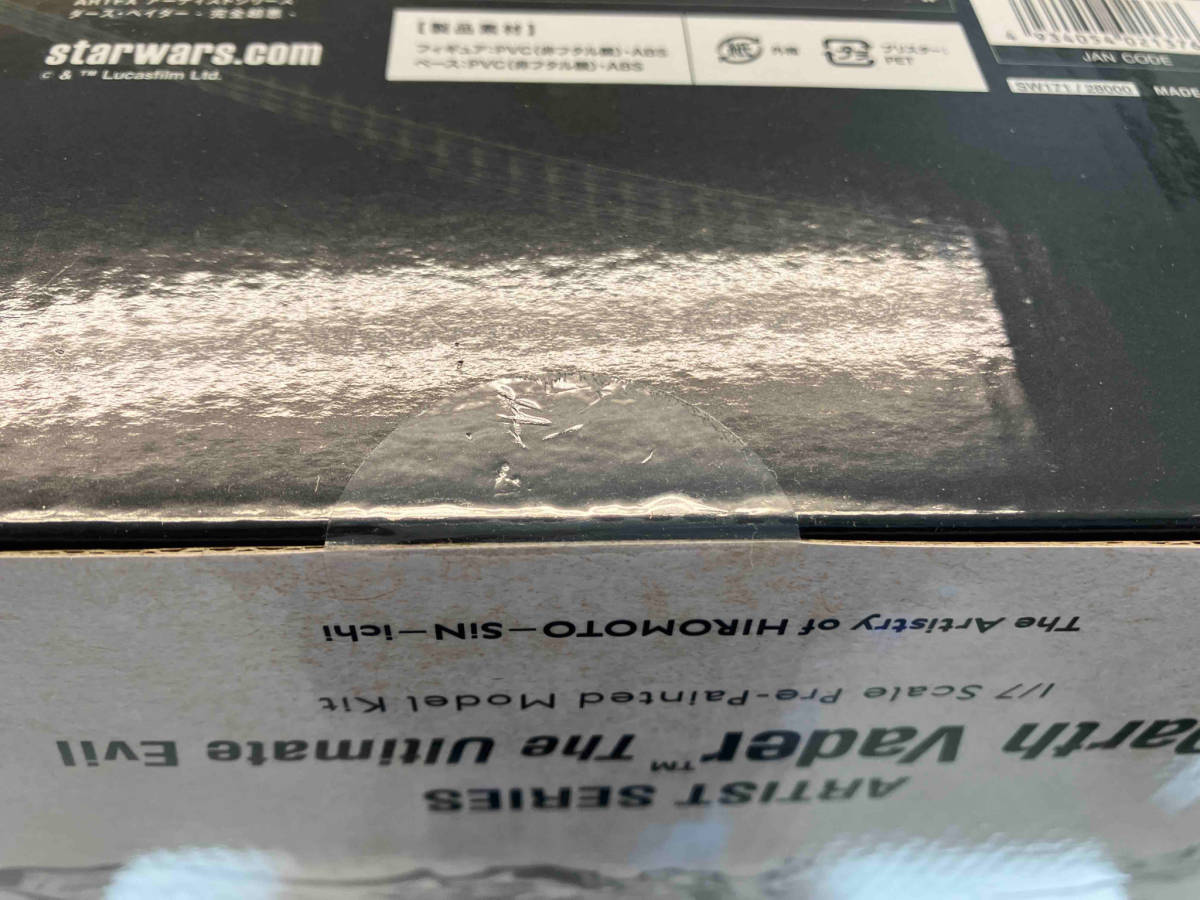 ARTFX アーティストシリーズ
ダース・ベイダー - 完全超悪 -
starwars.com
© & ™ Lucasfilm Ltd.
【製品素材】
フィギュア:PVC(非フタル酸)・ABS
ベース:PVC(非フタル酸)・ABS
紙 外箱
プラ ブリスター:
PET
JAN CODE
SW171 / 28000
MADE
ARTIST SERIES
Darth Vader™ The Ultimate Evil
1/7 Scale Pre-Painted Model Kit
The Artistry of HIROMOTO-SiN-ichi